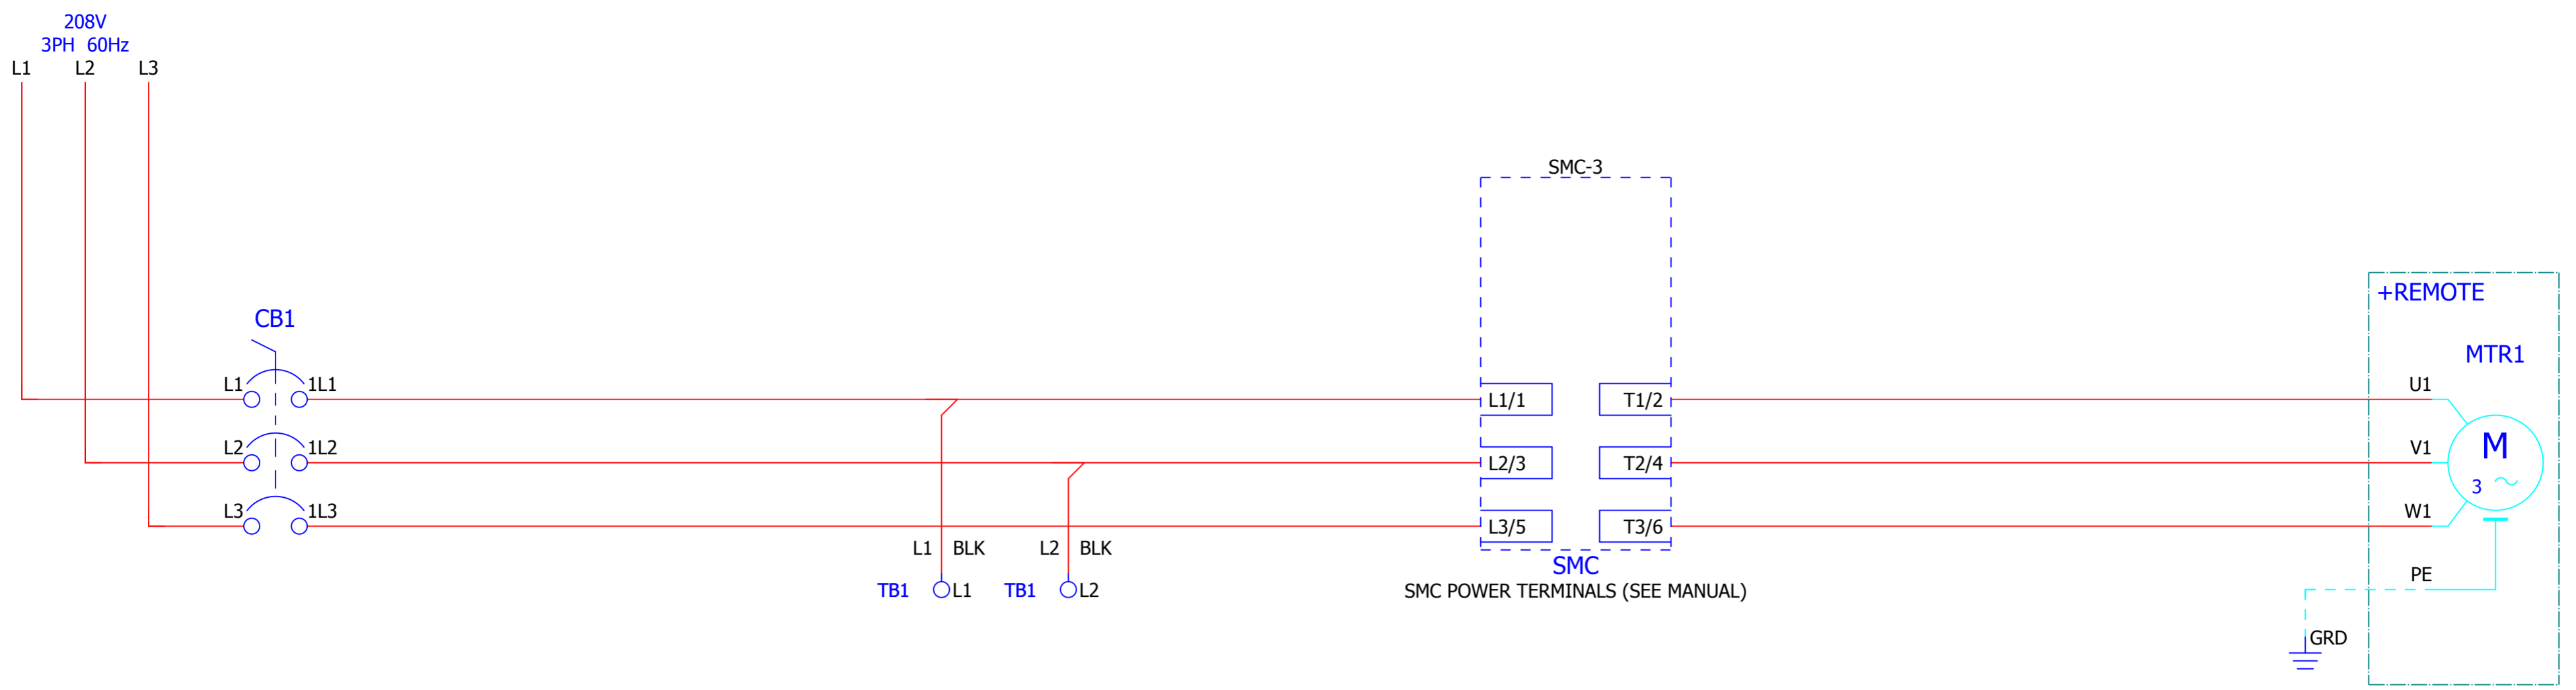 208V
3PH 60Hz
L1 L2 L3
SMC-3
+REMOTE
CB1
MTR1
L1 1L1 L1/1 T1/2 U1
L2 1L2 L2/3 T2/4 V1
M
3
L3 1L3 L3/5 T3/6 W1
L1 BLK L2 BLK
SMC
PE
TB1 L1 TB1 L2
SMC POWER TERMINALS (SEE MANUAL)
GRD